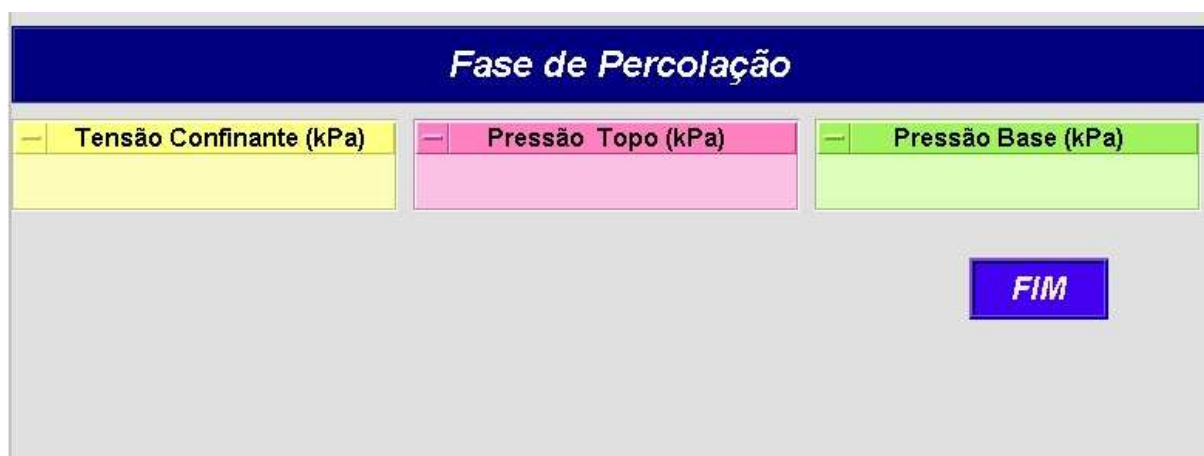 Fase de Percolação
Tensão Confinante (kPa)
Pressão Topo (kPa)
Pressão Base (kPa)
FIM